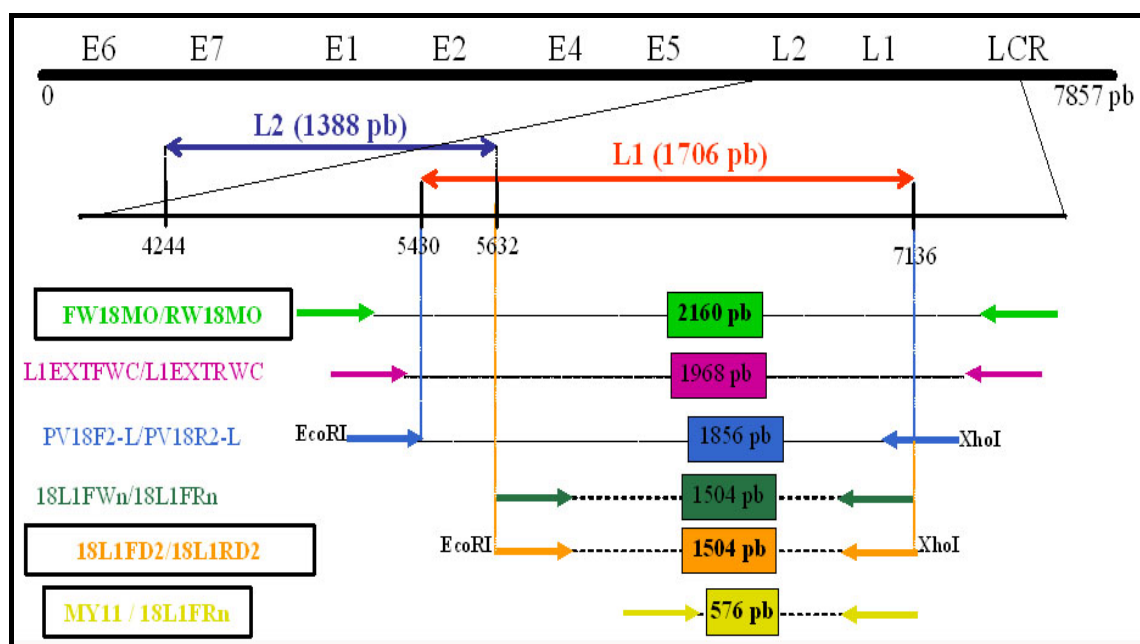 E6 E7 E1 E2 E4 E5 L2 L1 LCR
0 7857 pb
L2 (1388 pb)
L1 (1706 pb)
4244 5430 5632 7136
FW18MO/RW18MO 2160 pb
L1EXTFWC/L1EXTRWC 1968 pb
PV18F2-L/PV18R2-L EcoRI 1856 pb XhoI
18L1FWn/18L1FRn 1504 pb
18L1FD2/18L1RD2 EcoRI 1504 pb XhoI
MY11 / 18L1FRn 576 pb